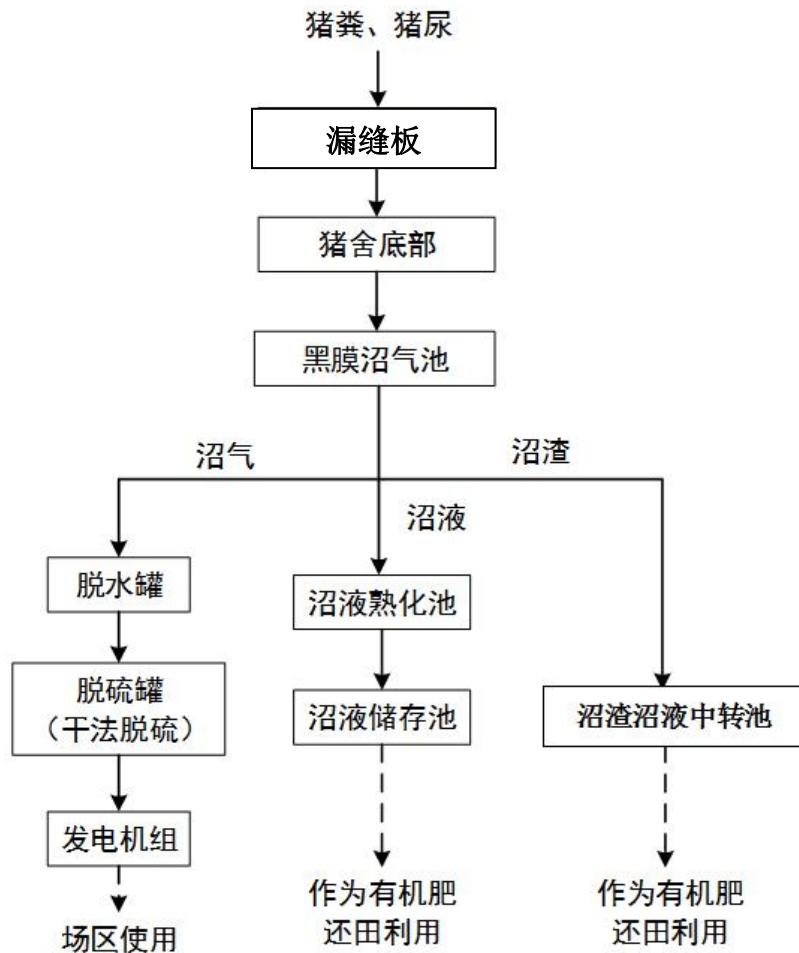 猪粪、猪尿
漏缝板
猪舍底部
黑膜沼气池
沼气
沼渣
沼液
脱水罐
沼液熟化池
脱硫罐
（干法脱硫）
沼液储存池
沼渣沼液中转池
发电机组
场区使用
作为有机肥
还田利用
作为有机肥
还田利用